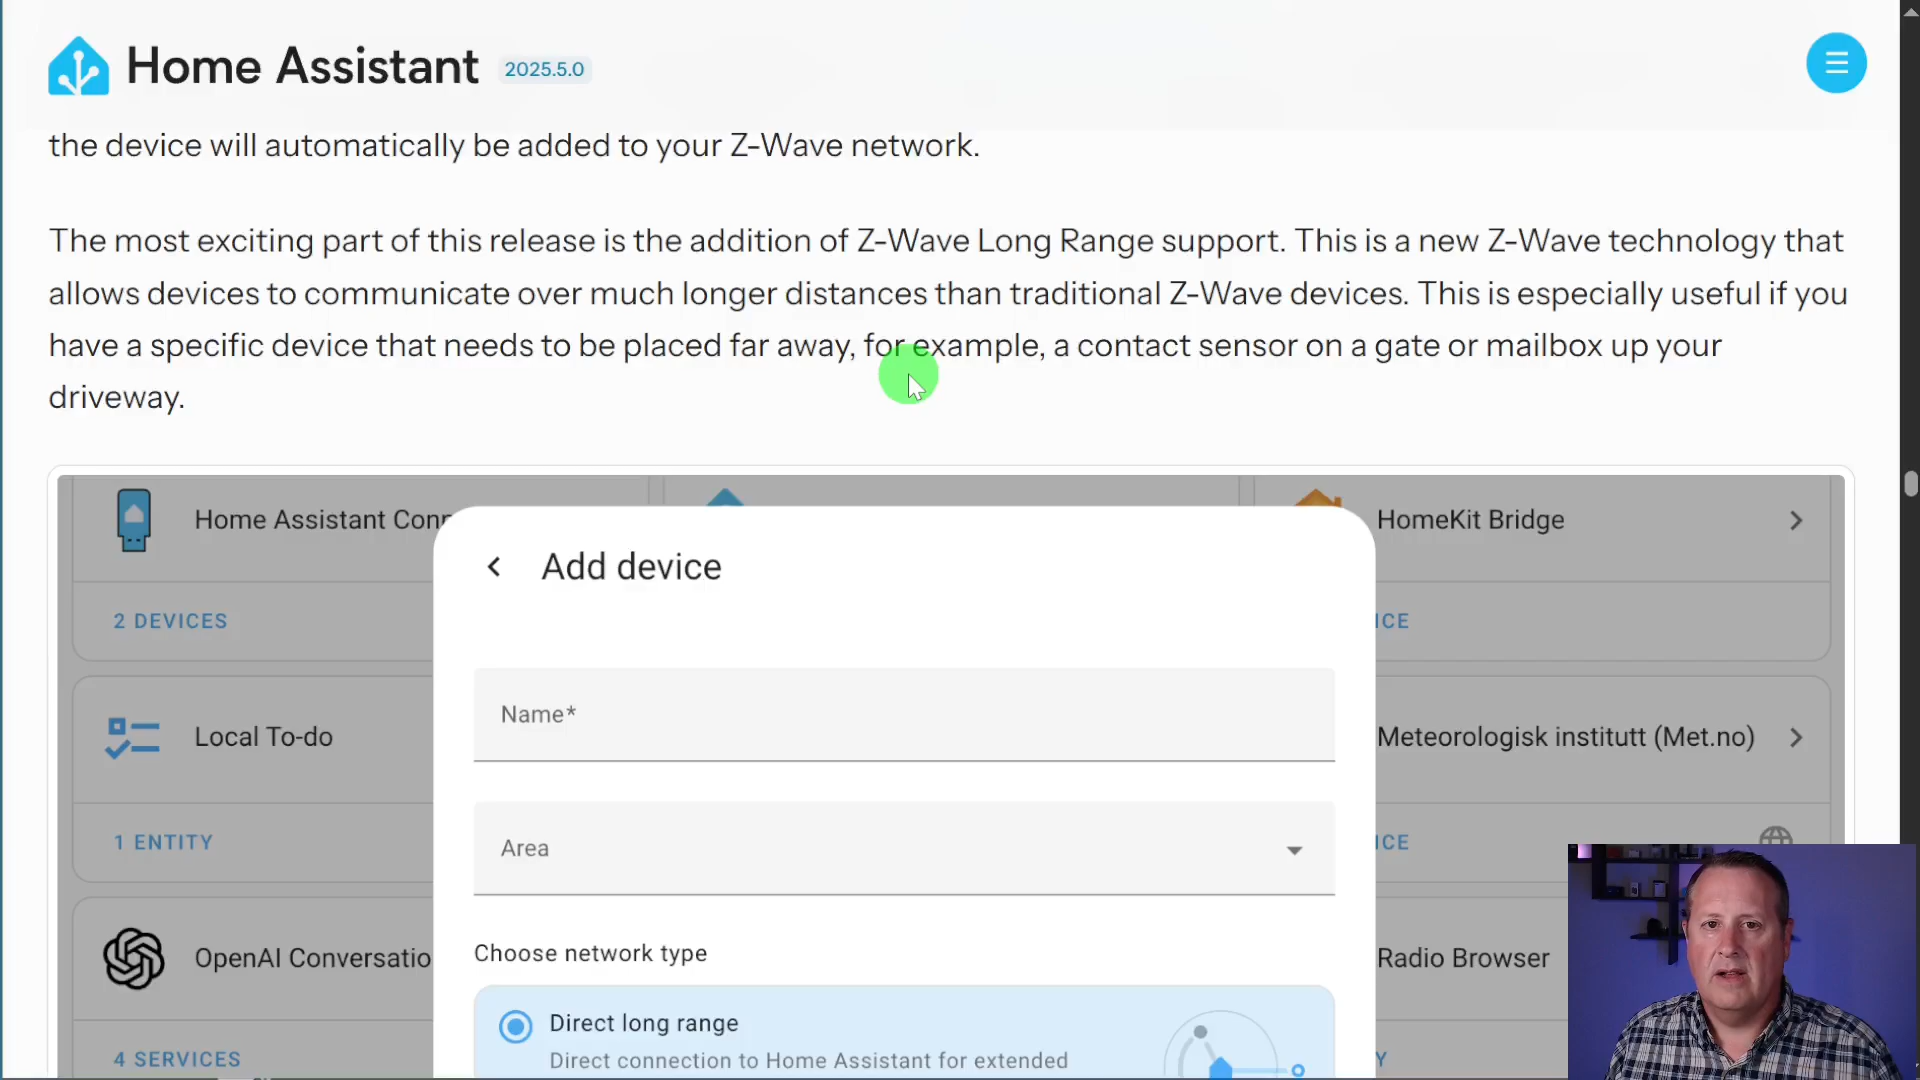 Home Assistant 2025.5.0
the device will automatically be added to your Z-Wave network.
The most exciting part of this release is the addition of Z-Wave Long Range support. This is a new Z-Wave technology that
allows devices to communicate over much longer distances than traditional Z-Wave devices. This is especially useful if you
have a specific device that needs to be placed far away, for example, a contact sensor on a gate or mailbox up your
driveway.
Home Assistant Conn
HomeKit Bridge
Add device
2 DEVICES
ICE
Name*
Local To-do
Meteorologisk institutt (Met.no)
Area
1 ENTITY
ICE
OpenAI Conversatio
Choose network type
Radio Browser
Direct long range
4 SERVICES
Direct connection to Home Assistant for extended
Y